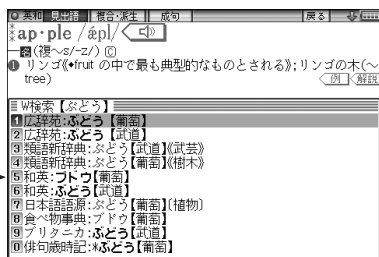 英和 見出語 複合・派生 成句 戻る
*ap・ple /ǽpl/
━名(複~s/-z/) Ⓒ
❶ リンゴ《◆fruit の中で最も典型的なものとされる》; リンゴの木(~
tree) 例 解説
W検索【ぶどう】
1 広辞苑:ぶどう【葡萄】
2 広辞苑:ぶどう【武道】
3 類語新辞典:ぶどう【武道】《武芸》
4 類語新辞典:ぶどう【葡萄】《樹木》
5 和英:ブドウ【葡萄】
6 和英:ぶどう【武道】
7 日本語語源:ぶどう【葡萄】〔植物〕
8 食べ物事典:ブドウ【葡萄】
9 ブリタニカ:ぶどう【葡萄】
0 俳句歳時記:*ぶどう【葡萄】